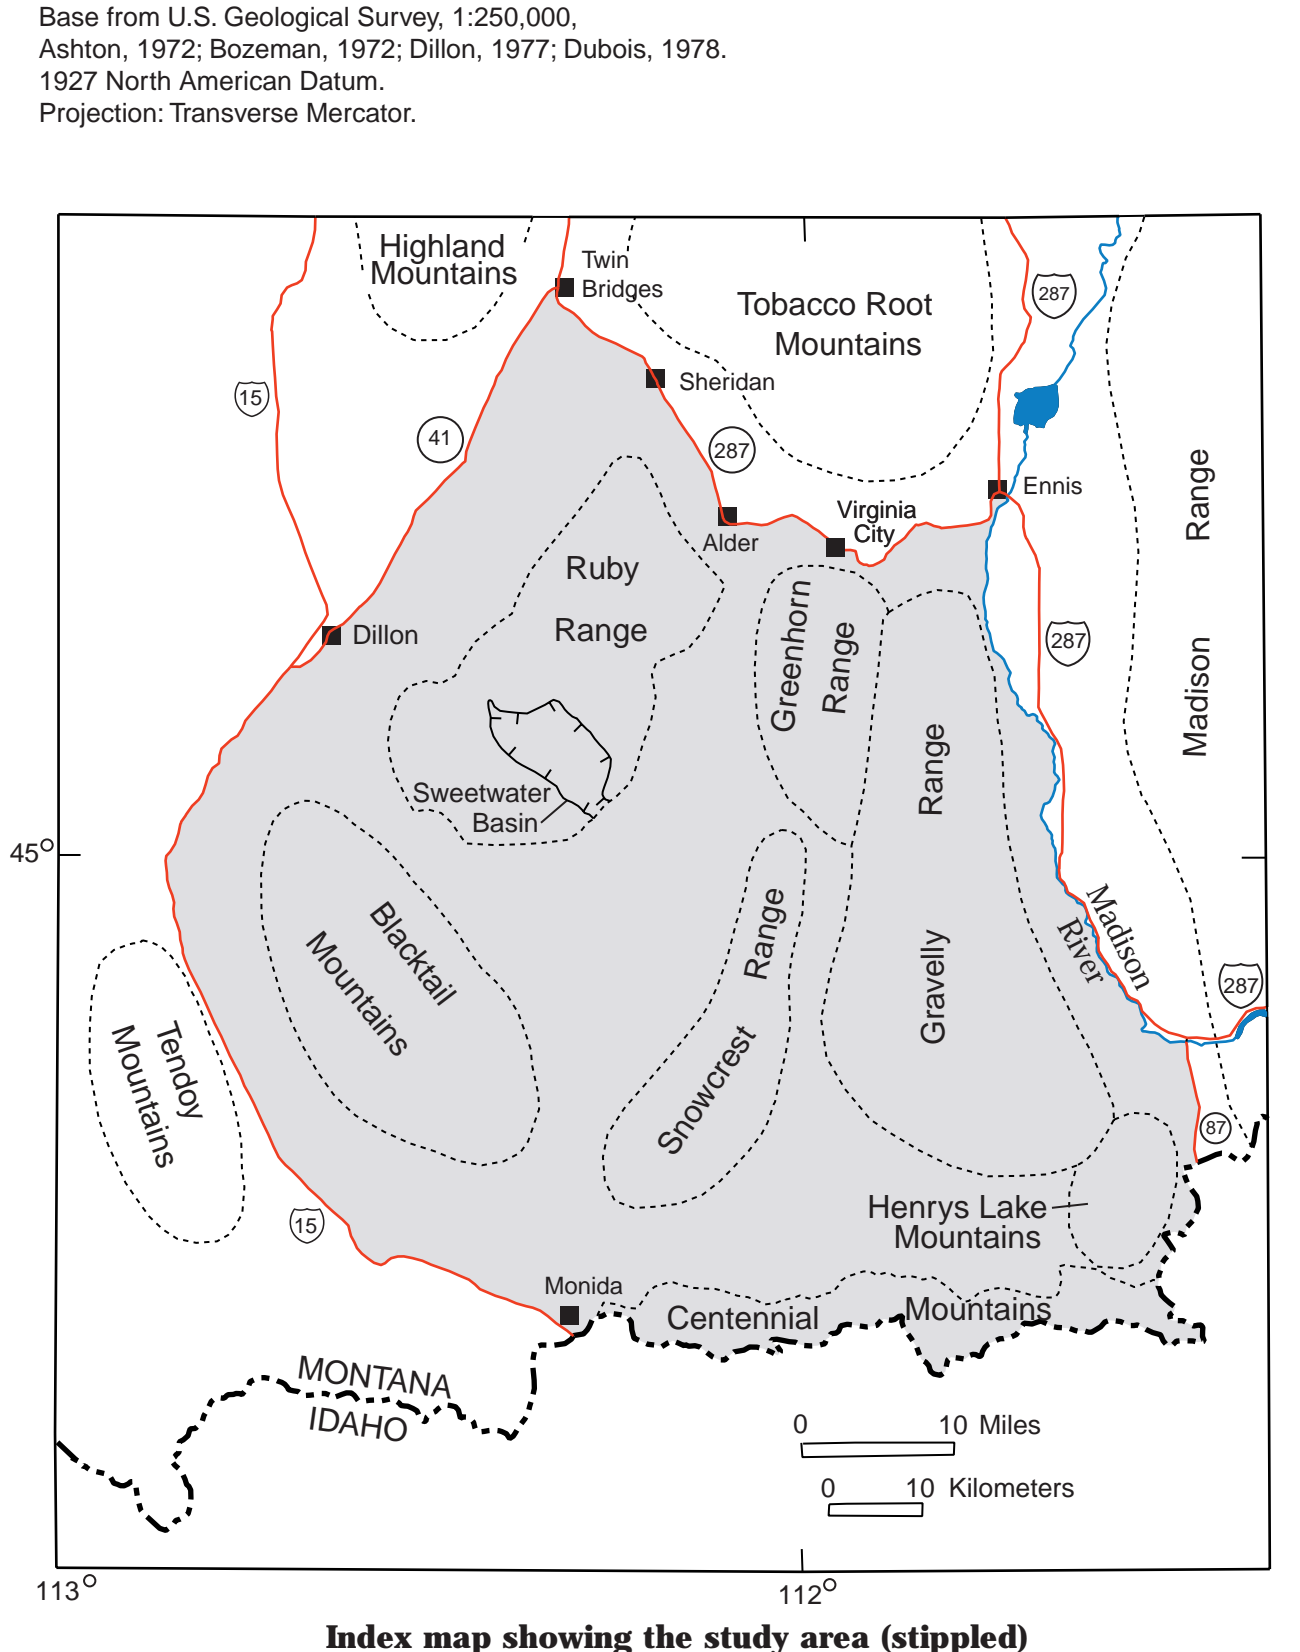 Base from U.S. Geological Survey, 1:250,000,
Ashton, 1972; Bozeman, 1972; Dillon, 1977; Dubois, 1978.
1927 North American Datum.
Projection: Transverse Mercator.
Highland
Mountains
Twin
Bridges
Tobacco Root
Mountains
287
15
41
Sheridan
287
Ennis
Virginia
City
Alder
Range
Madison
Ruby
Range
Dillon
Greenhorn
Range
287
Range
Gravelly
Sweetwater
Basin
45°
Blacktail
Mountains
Range
Snowcrest
Madison
River
287
Tendoy
Mountains
87
15
Henrys Lake
Mountains
Monida
Centennial
Mountains
MONTANA
IDAHO
0 10 Miles
0 10 Kilometers
113°
112°
Index map showing the study area (stippled)